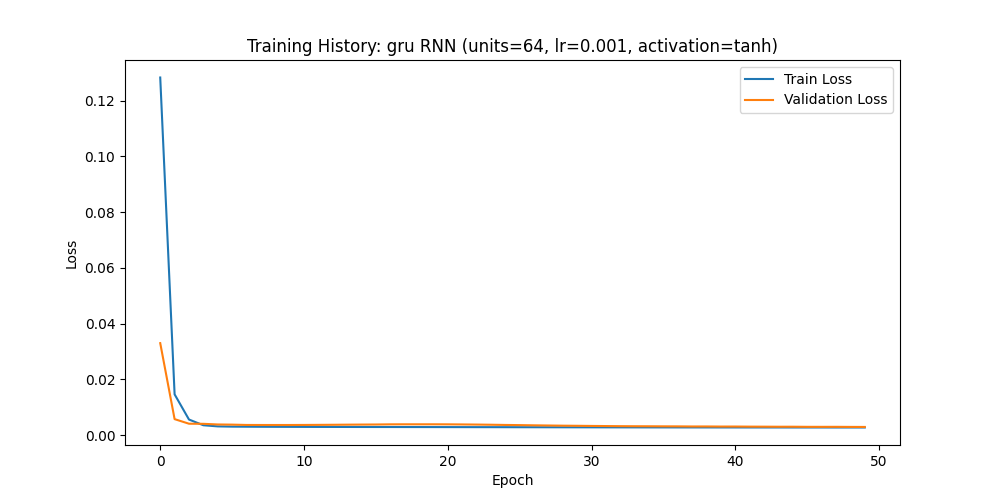 Training History: gru RNN (units=64, lr=0.001, activation=tanh)
Train Loss
Validation Loss
0.12
0.10
0.08
0.06
0.04
0.02
0.00
Loss
0 10 20 30 40 50
Epoch